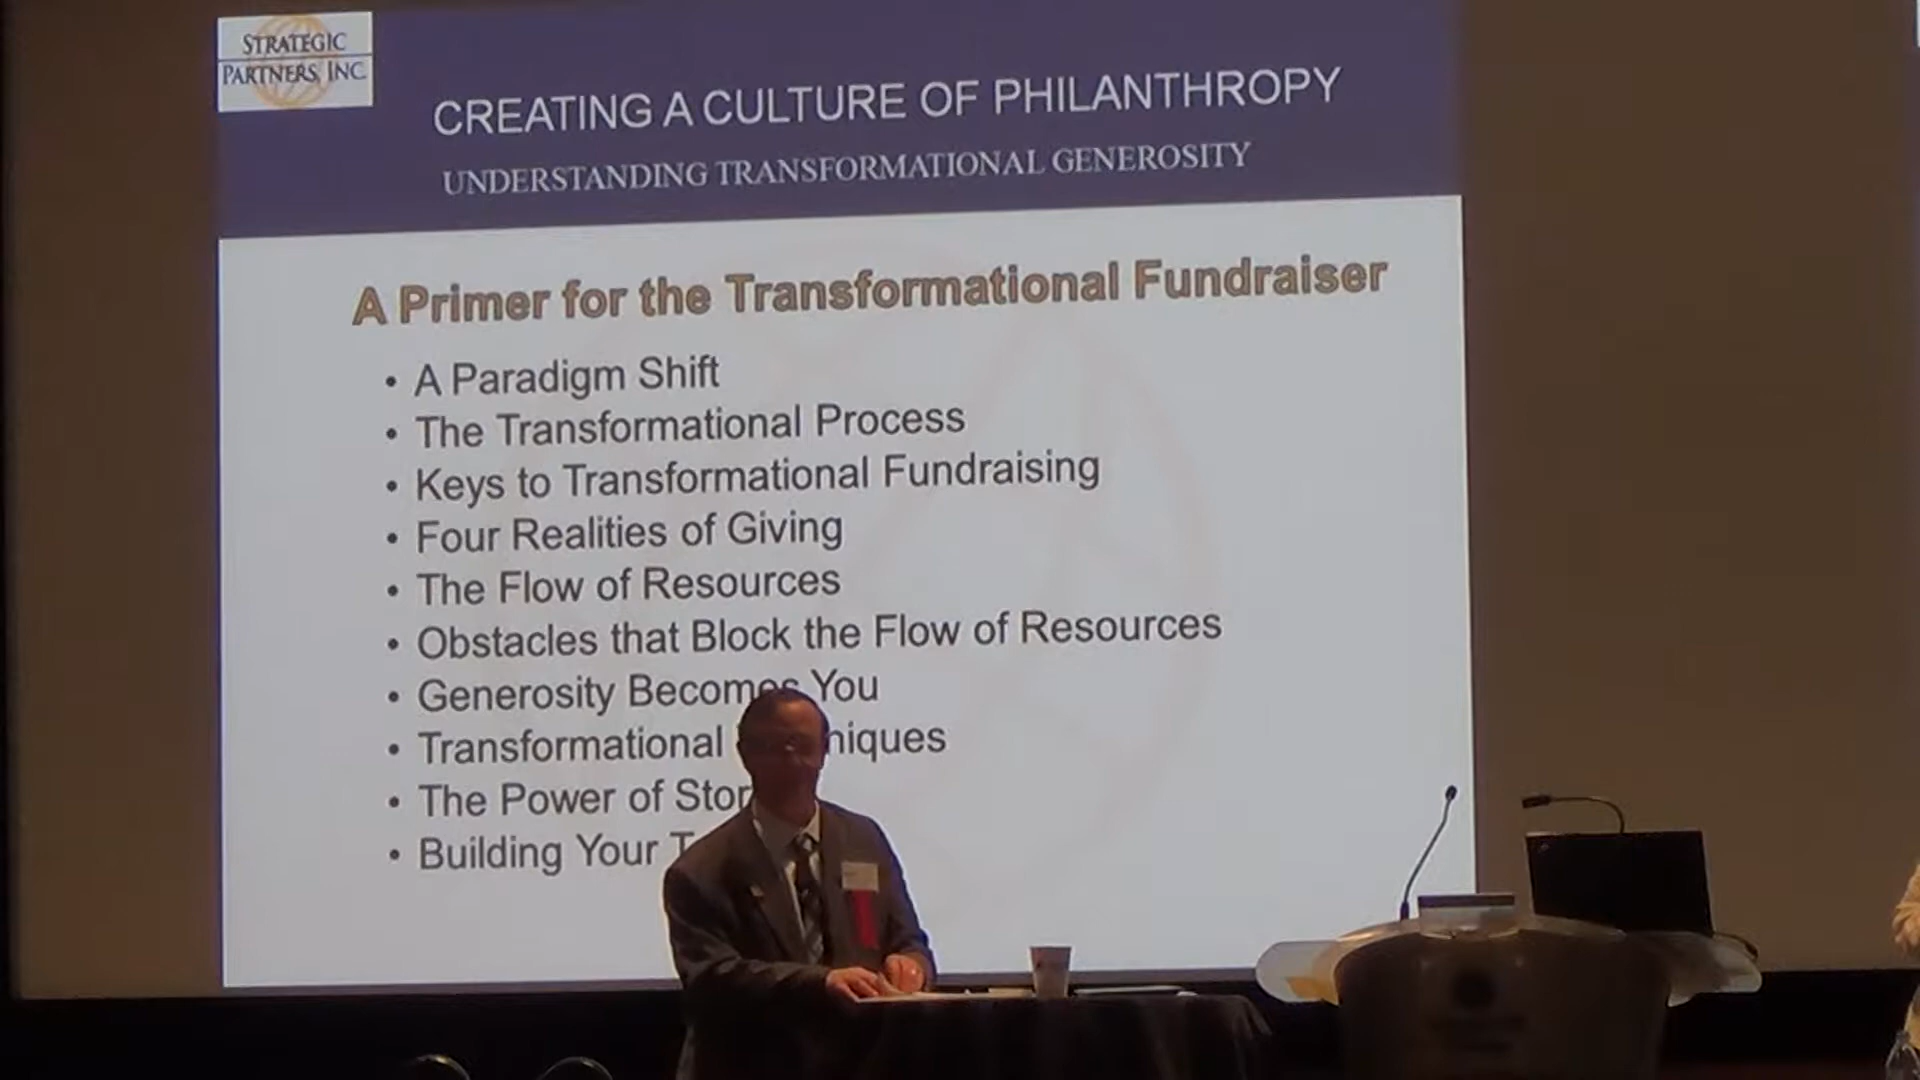 STRATEGIC
PARTNERS, INC.
CREATING A CULTURE OF PHILANTHROPY
UNDERSTANDING TRANSFORMATIONAL GENEROSITY
A Primer for the Transformational Fundraiser
• A Paradigm Shift
• The Transformational Process
• Keys to Transformational Fundraising
• Four Realities of Giving
• The Flow of Resources
• Obstacles that Block the Flow of Resources
• Generosity Becomes You
• Transformational
• The Power of
• Building Your